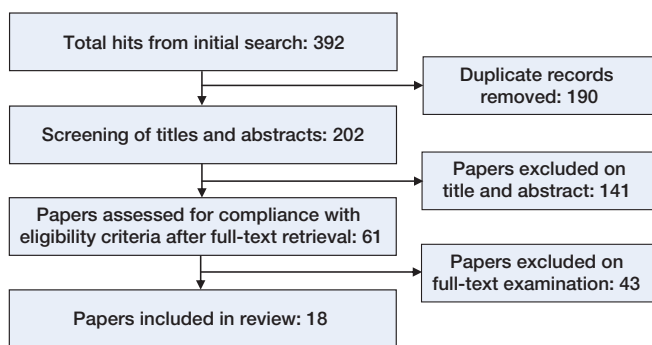 Total hits from initial search: 392
Duplicate records
removed: 190
Screening of titles and abstracts: 202
Papers excluded on
title and abstract: 141
Papers assessed for compliance with
eligibility criteria after full-text retrieval: 61
Papers excluded on
full-text examination: 43
Papers included in review: 18